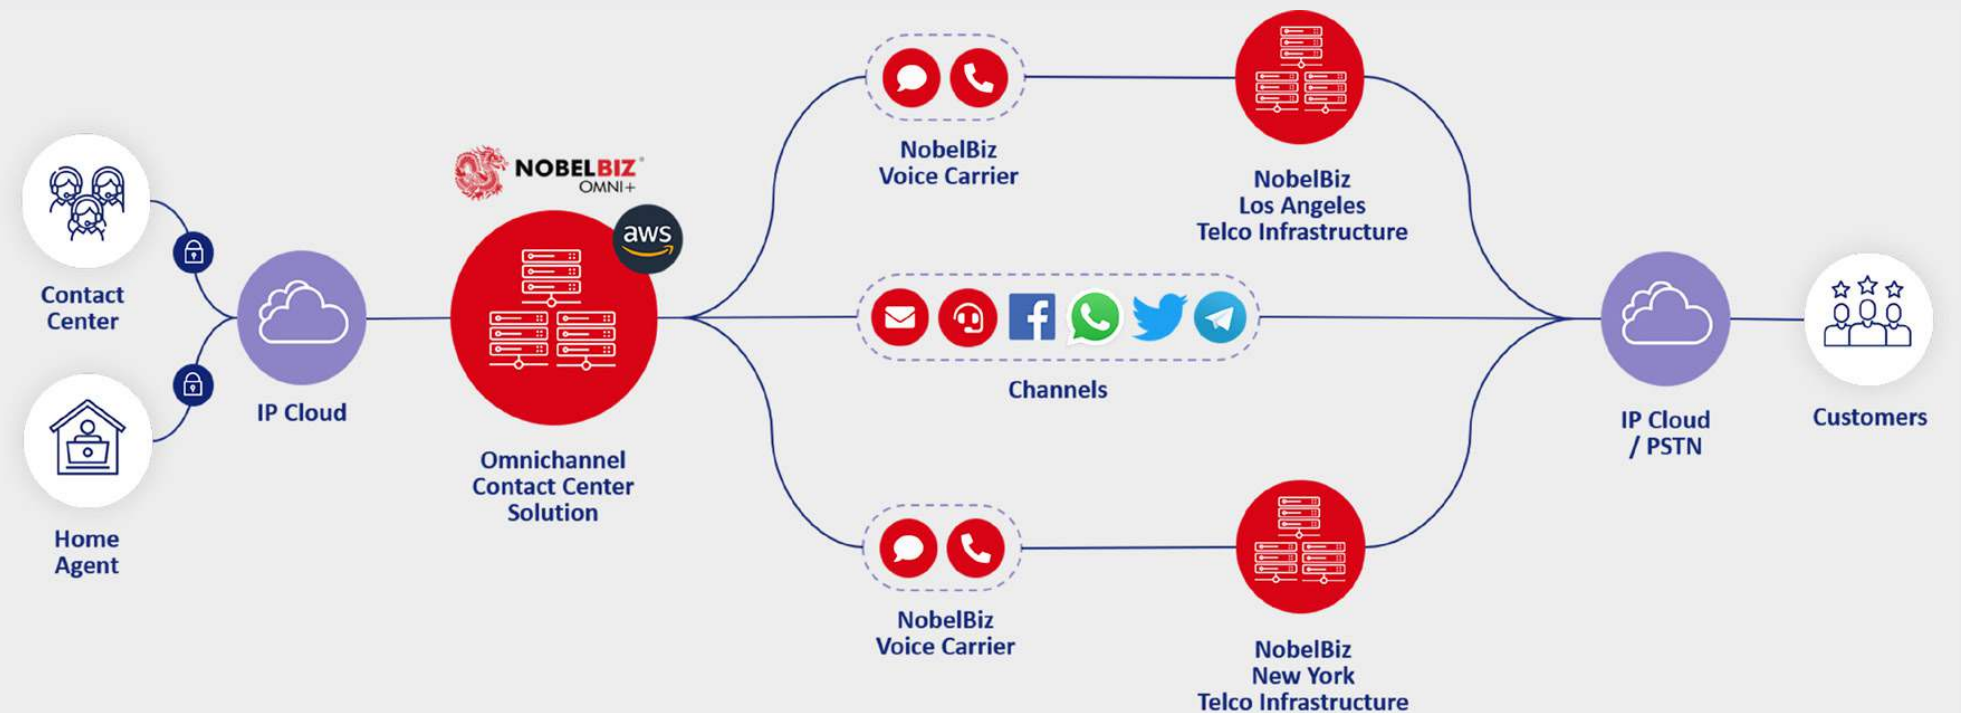 Contact
Center
Home
Agent
IP Cloud
NOBELBIZ®
OMNI+
aws
Omnichannel
Contact Center
Solution
NobelBiz
Voice Carrier
NobelBiz
Los Angeles
Telco Infrastructure
Channels
NobelBiz
Voice Carrier
NobelBiz
New York
Telco Infrastructure
IP Cloud
/ PSTN
Customers